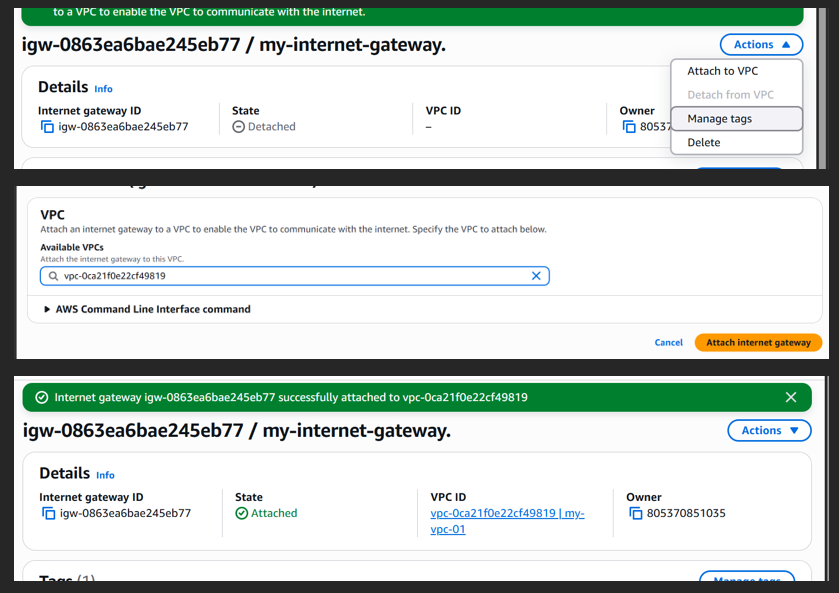 to a VPC to enable the VPC to communicate with the internet.
igw-0863ea6bae245eb77 / my-internet-gateway.
Actions
Attach to VPC
Detach from VPC
Manage tags
Delete
Details Info
Internet gateway ID
igw-0863ea6bae245eb77
State
Detached
VPC ID
–
Owner
80537
VPC
Attach an internet gateway to a VPC to enable the VPC to communicate with the internet. Specify the VPC to attach below.
Available VPCs
Attach the internet gateway to this VPC.
vpc-0ca21f0e22cf49819
AWS Command Line Interface command
Cancel
Attach internet gateway
Internet gateway igw-0863ea6bae245eb77 successfully attached to vpc-0ca21f0e22cf49819
igw-0863ea6bae245eb77 / my-internet-gateway.
Actions
Details Info
Internet gateway ID
igw-0863ea6bae245eb77
State
Attached
VPC ID
vpc-0ca21f0e22cf49819 | my-
vpc-01
Owner
805370851035
Tags (1)
Manage tags